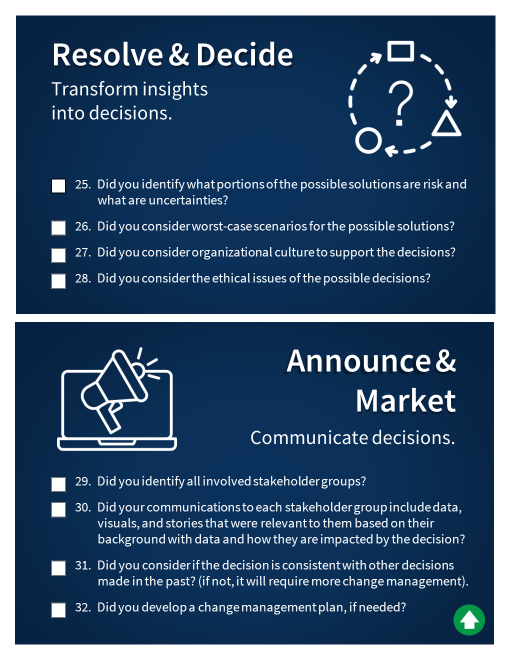 Resolve & Decide
Transform insights
into decisions.
?
25. Did you identify what portions of the possible solutions are risk and
what are uncertainties?
26. Did you consider worst-case scenarios for the possible solutions?
27. Did you consider organizational culture to support the decisions?
28. Did you consider the ethical issues of the possible decisions?
Announce &
Market
Communicate decisions.
29. Did you identify all involved stakeholder groups?
30. Did your communications to each stakeholder group include data,
visuals, and stories that were relevant to them based on their
background with data and how they are impacted by the decision?
31. Did you consider if the decision is consistent with other decisions
made in the past? (if not, it will require more change management).
32. Did you develop a change management plan, if needed?